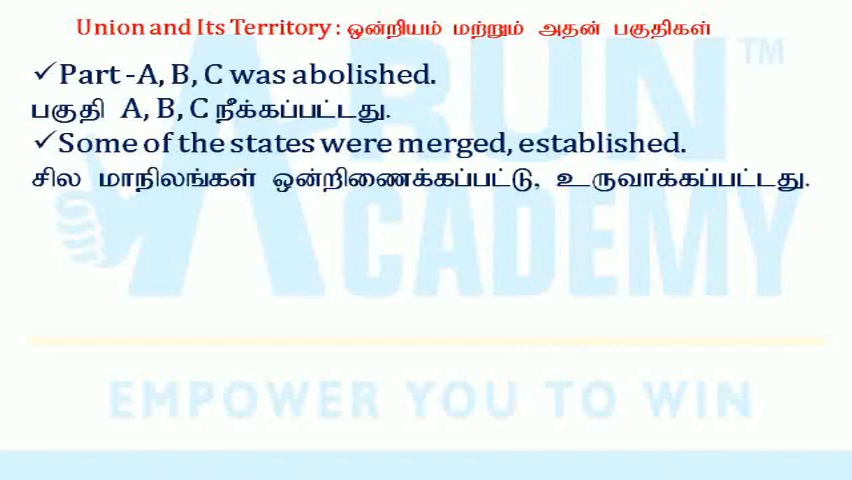 Union and Its Territory : ஒன்றியம் மற்றும் அதன் பகுதிகள்
✓Part -A, B, C was abolished.
பகுதி A, B, C நீக்கப்பட்டது.
✓Some of the states were merged, established.
சில மாநிலங்கள் ஒன்றிணைக்கப்பட்டு, உருவாக்கப்பட்டது.
ARUN TM
ACADEMY
EMPOWER YOU TO WIN